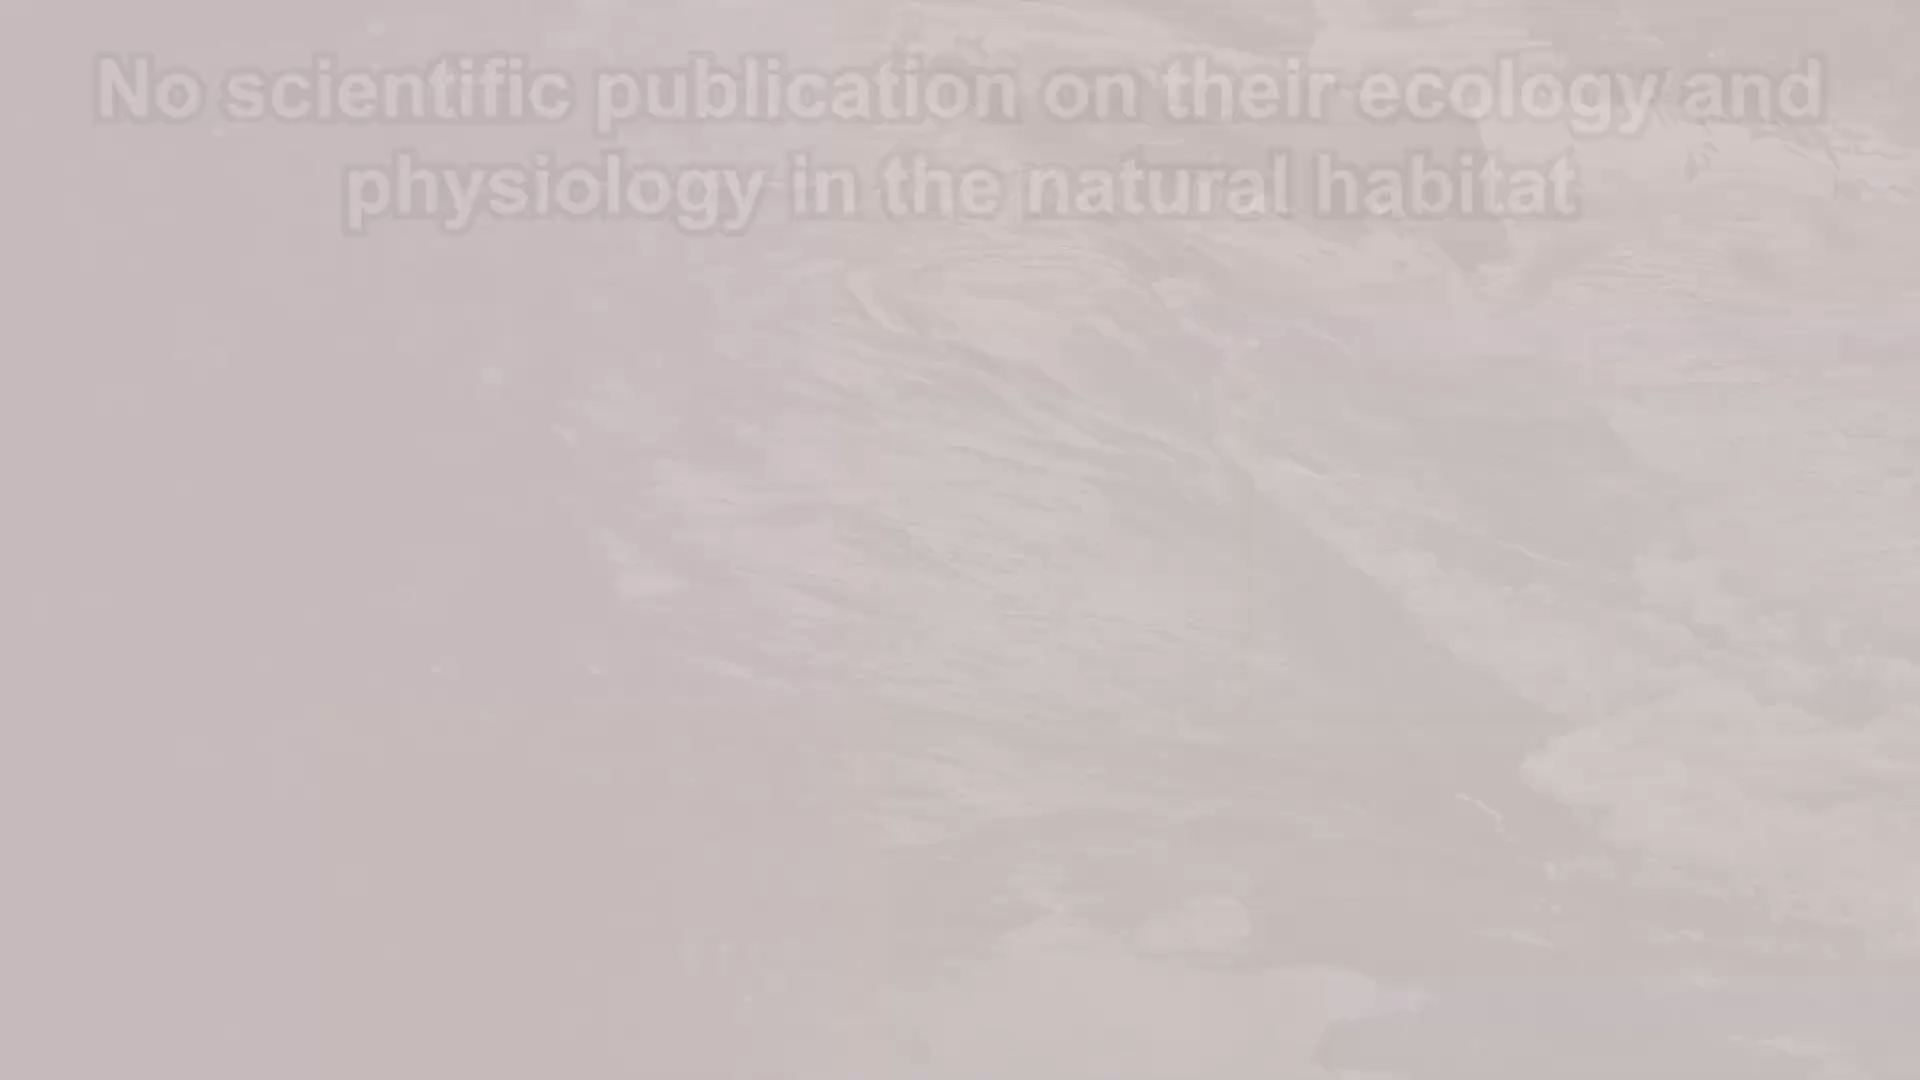 No scientific publication on their ecology and
physiology in the natural habitat